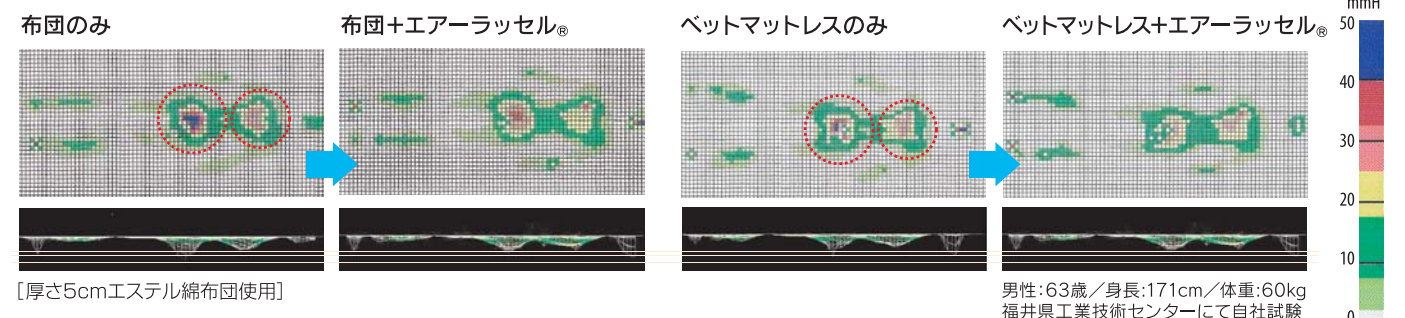 布団のみ
布団+エアーラッセル®
ベットマットレスのみ
ベットマットレス+エアーラッセル®
mmH
50
40
30
20
10
0
[厚さ5cmエステル綿布団使用]
男性:63歳/身長:171cm/体重:60kg
福井県工業技術センターにて自社試験